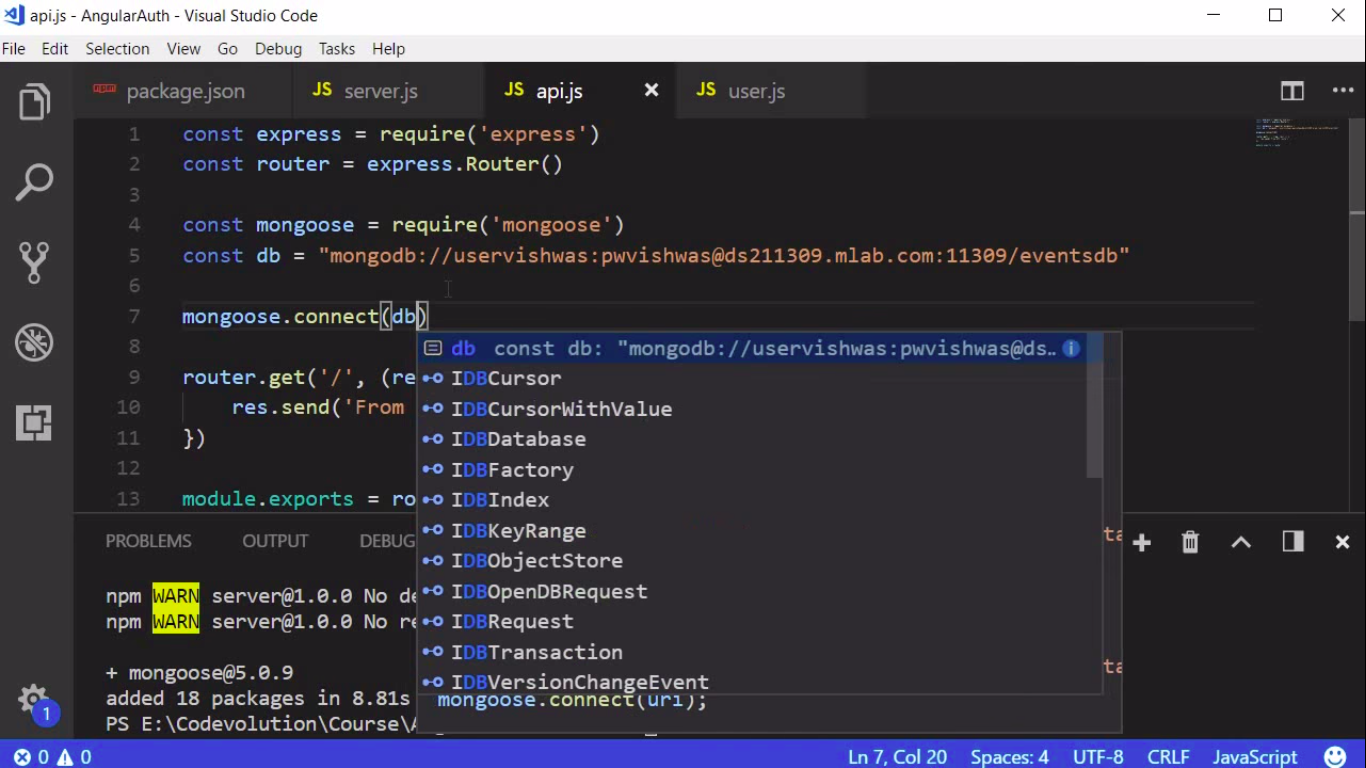 api.js - AngularAuth - Visual Studio Code
File Edit Selection View Go Debug Tasks Help
package.json JS server.js JS api.js JS user.js
1 const express = require('express')
2 const router = express.Router()
3
4 const mongoose = require('mongoose')
5 const db = "mongodb://uservishwas:pwvishwas@ds211309.mlab.com:11309/eventsdb"
6
7 mongoose.connect(db)
8
9 router.get('/', (re
10 res.send('From
11 })
12
13 module.exports = ro
db const db: "mongodb://uservishwas:pwvishwas@ds…
IDBCursor
IDBCursorWithValue
IDBDatabase
IDBFactory
IDBIndex
IDBKeyRange
IDBObjectStore
IDBOpenDBRequest
IDBRequest
IDBTransaction
IDBVersionChangeEvent
mongoose.connect(uri);
PROBLEMS OUTPUT DEBUG
npm WARN server@1.0.0 No de
npm WARN server@1.0.0 No re
+ mongoose@5.0.9
added 18 packages in 8.81s
PS E:\Codevolution\Course\A
1
0 0 Ln 7, Col 20 Spaces: 4 UTF-8 CRLF JavaScript